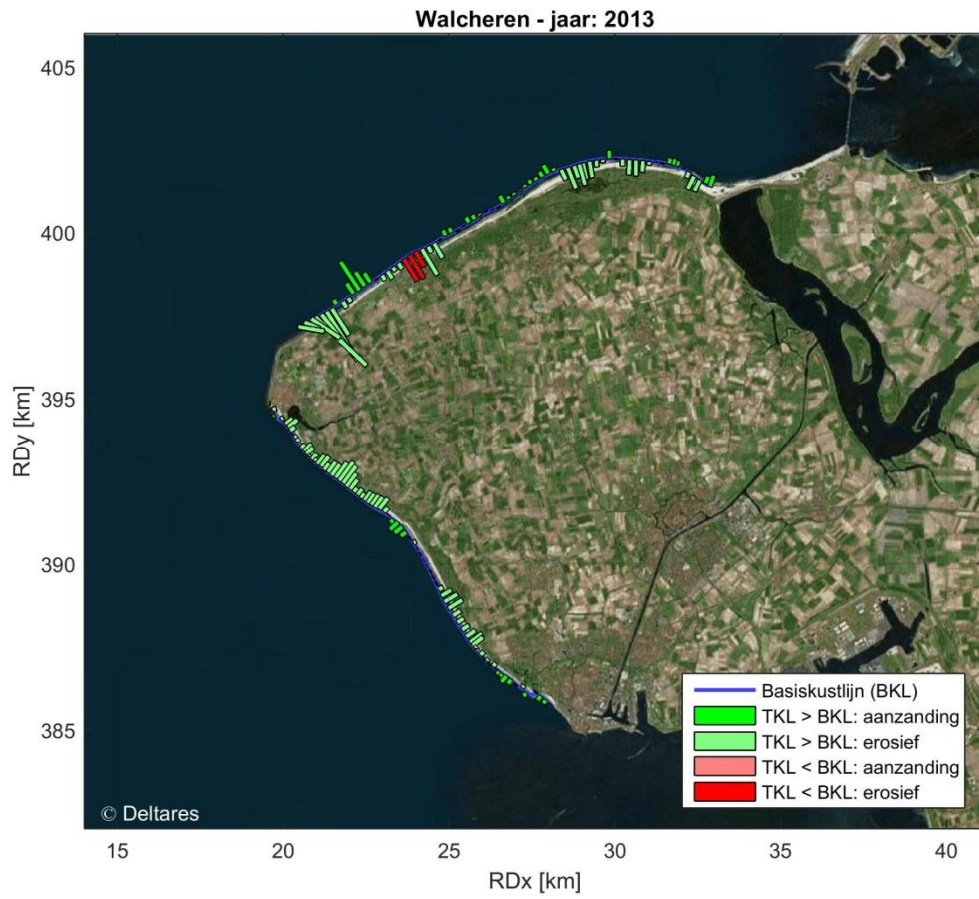 Walcheren - jaar: 2013
405
400
395
390
385
RDy [km]
Basiskustlijn (BKL)
TKL > BKL: aanzanding
TKL > BKL: erosief
TKL < BKL: aanzanding
TKL < BKL: erosief
© Deltares
15 20 25 30 35 40
RDx [km]